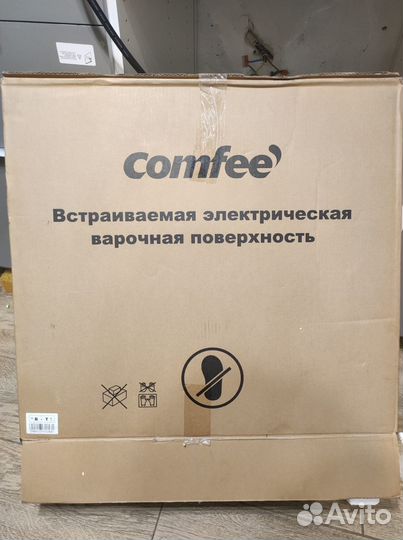 comfee'
Встраиваемая электрическая
варочная поверхность
Avito